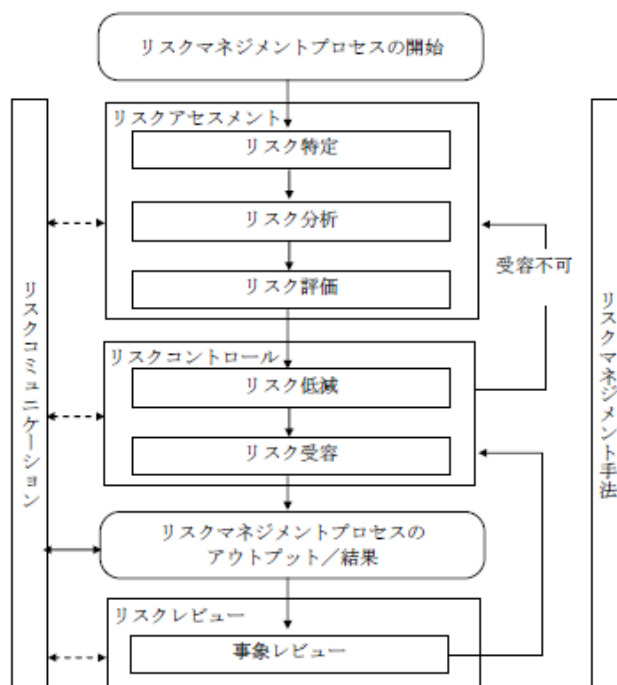 リスクマネジメントプロセスの開始
リスクアセスメント
リスク特定
リスク分析
受容不可
リスク評価
リスクコミュニケーション
リスクマネジメント手法
リスクコントロール
リスク低減
リスク受容
リスクマネジメントプロセスの
アウトプット／結果
リスクレビュー
事象レビュー